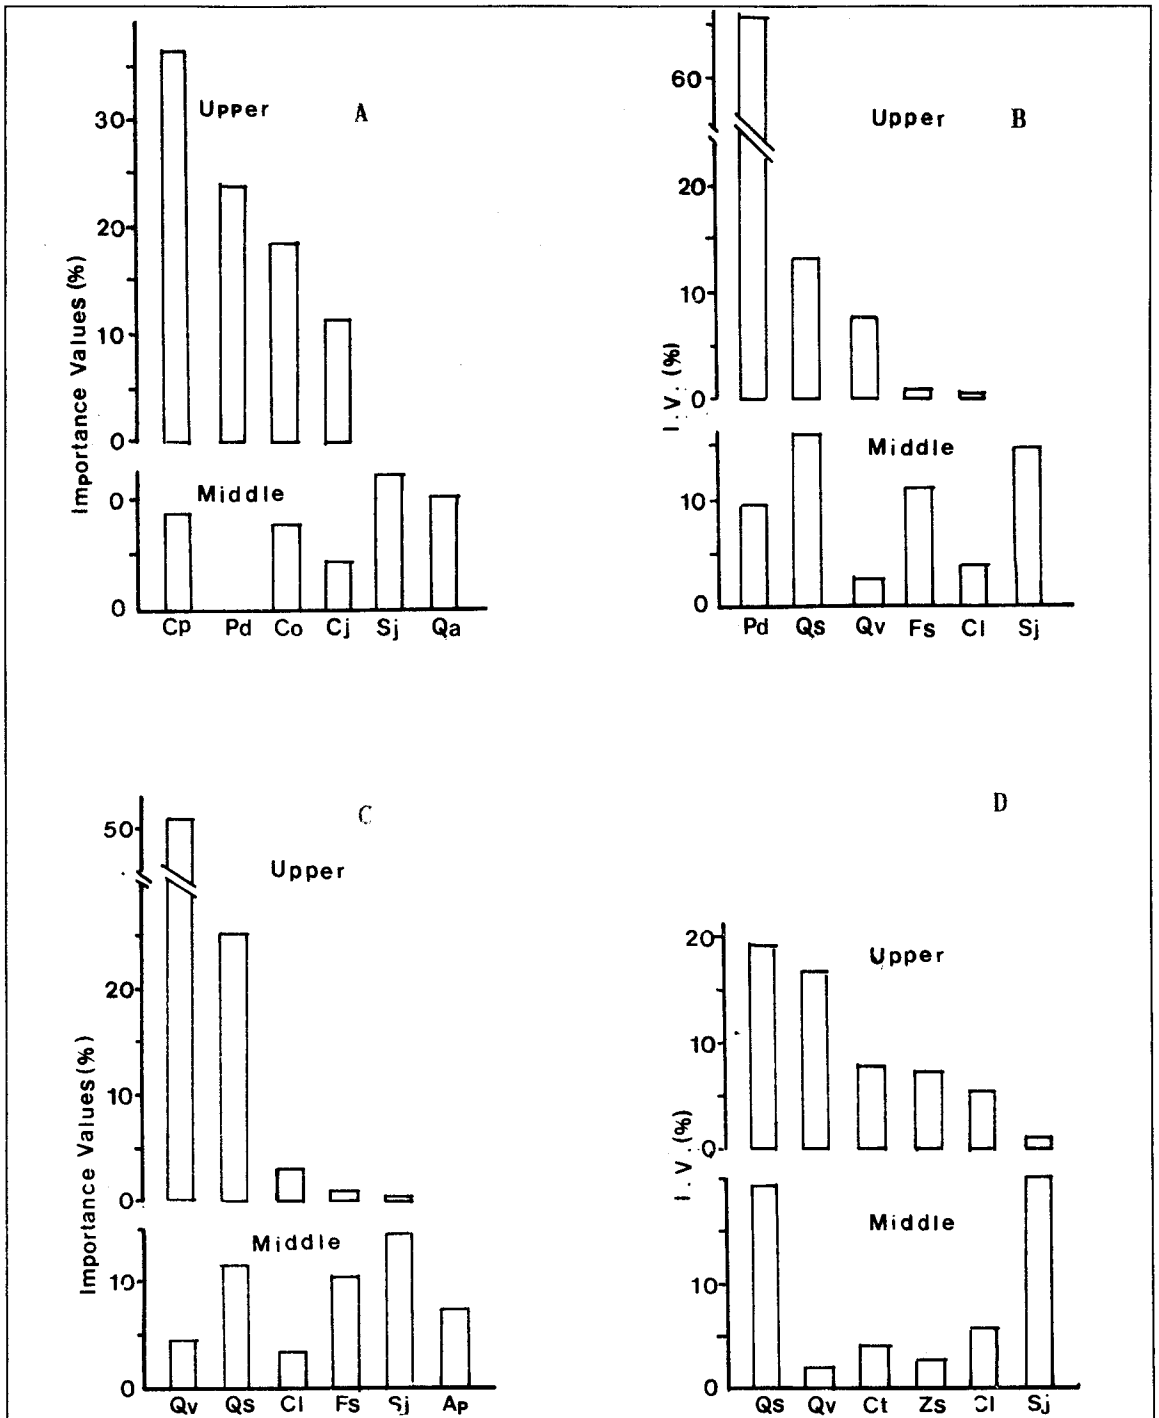 A
Upper
30
20
10
0
Importance Values (%)
Middle
0
0
Cp Pd Co Cj Sj Qa
B
Upper
60
20
10
0
I.V.(%)
Middle
10
0
Pd Qs Qv Fs Cl Sj
C
Upper
50
20
10
0
Importance Values (%)
Middle
10
0
Qv Qs Cl Fs Sj Ap
D
Upper
20
10
0
I.V.(%)
Middle
10
0
Qs Qv Ct Zs Cl Sj